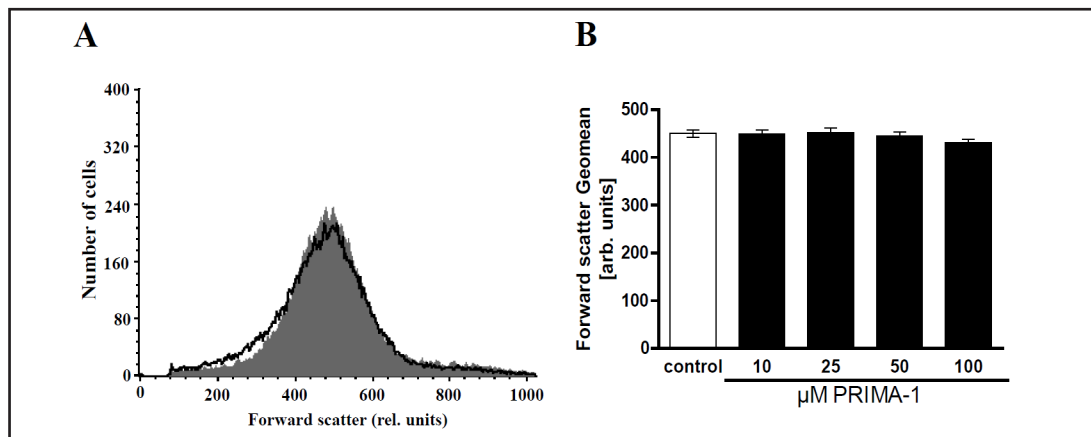 A
400
320
240
160
80
0
Number of cells
0 200 400 600 800 1000
Forward scatter (rel. units)
B
500
400
300
200
100
0
Forward scatter Geomean
[arb. units]
control 10 25 50 100
µM PRIMA-1